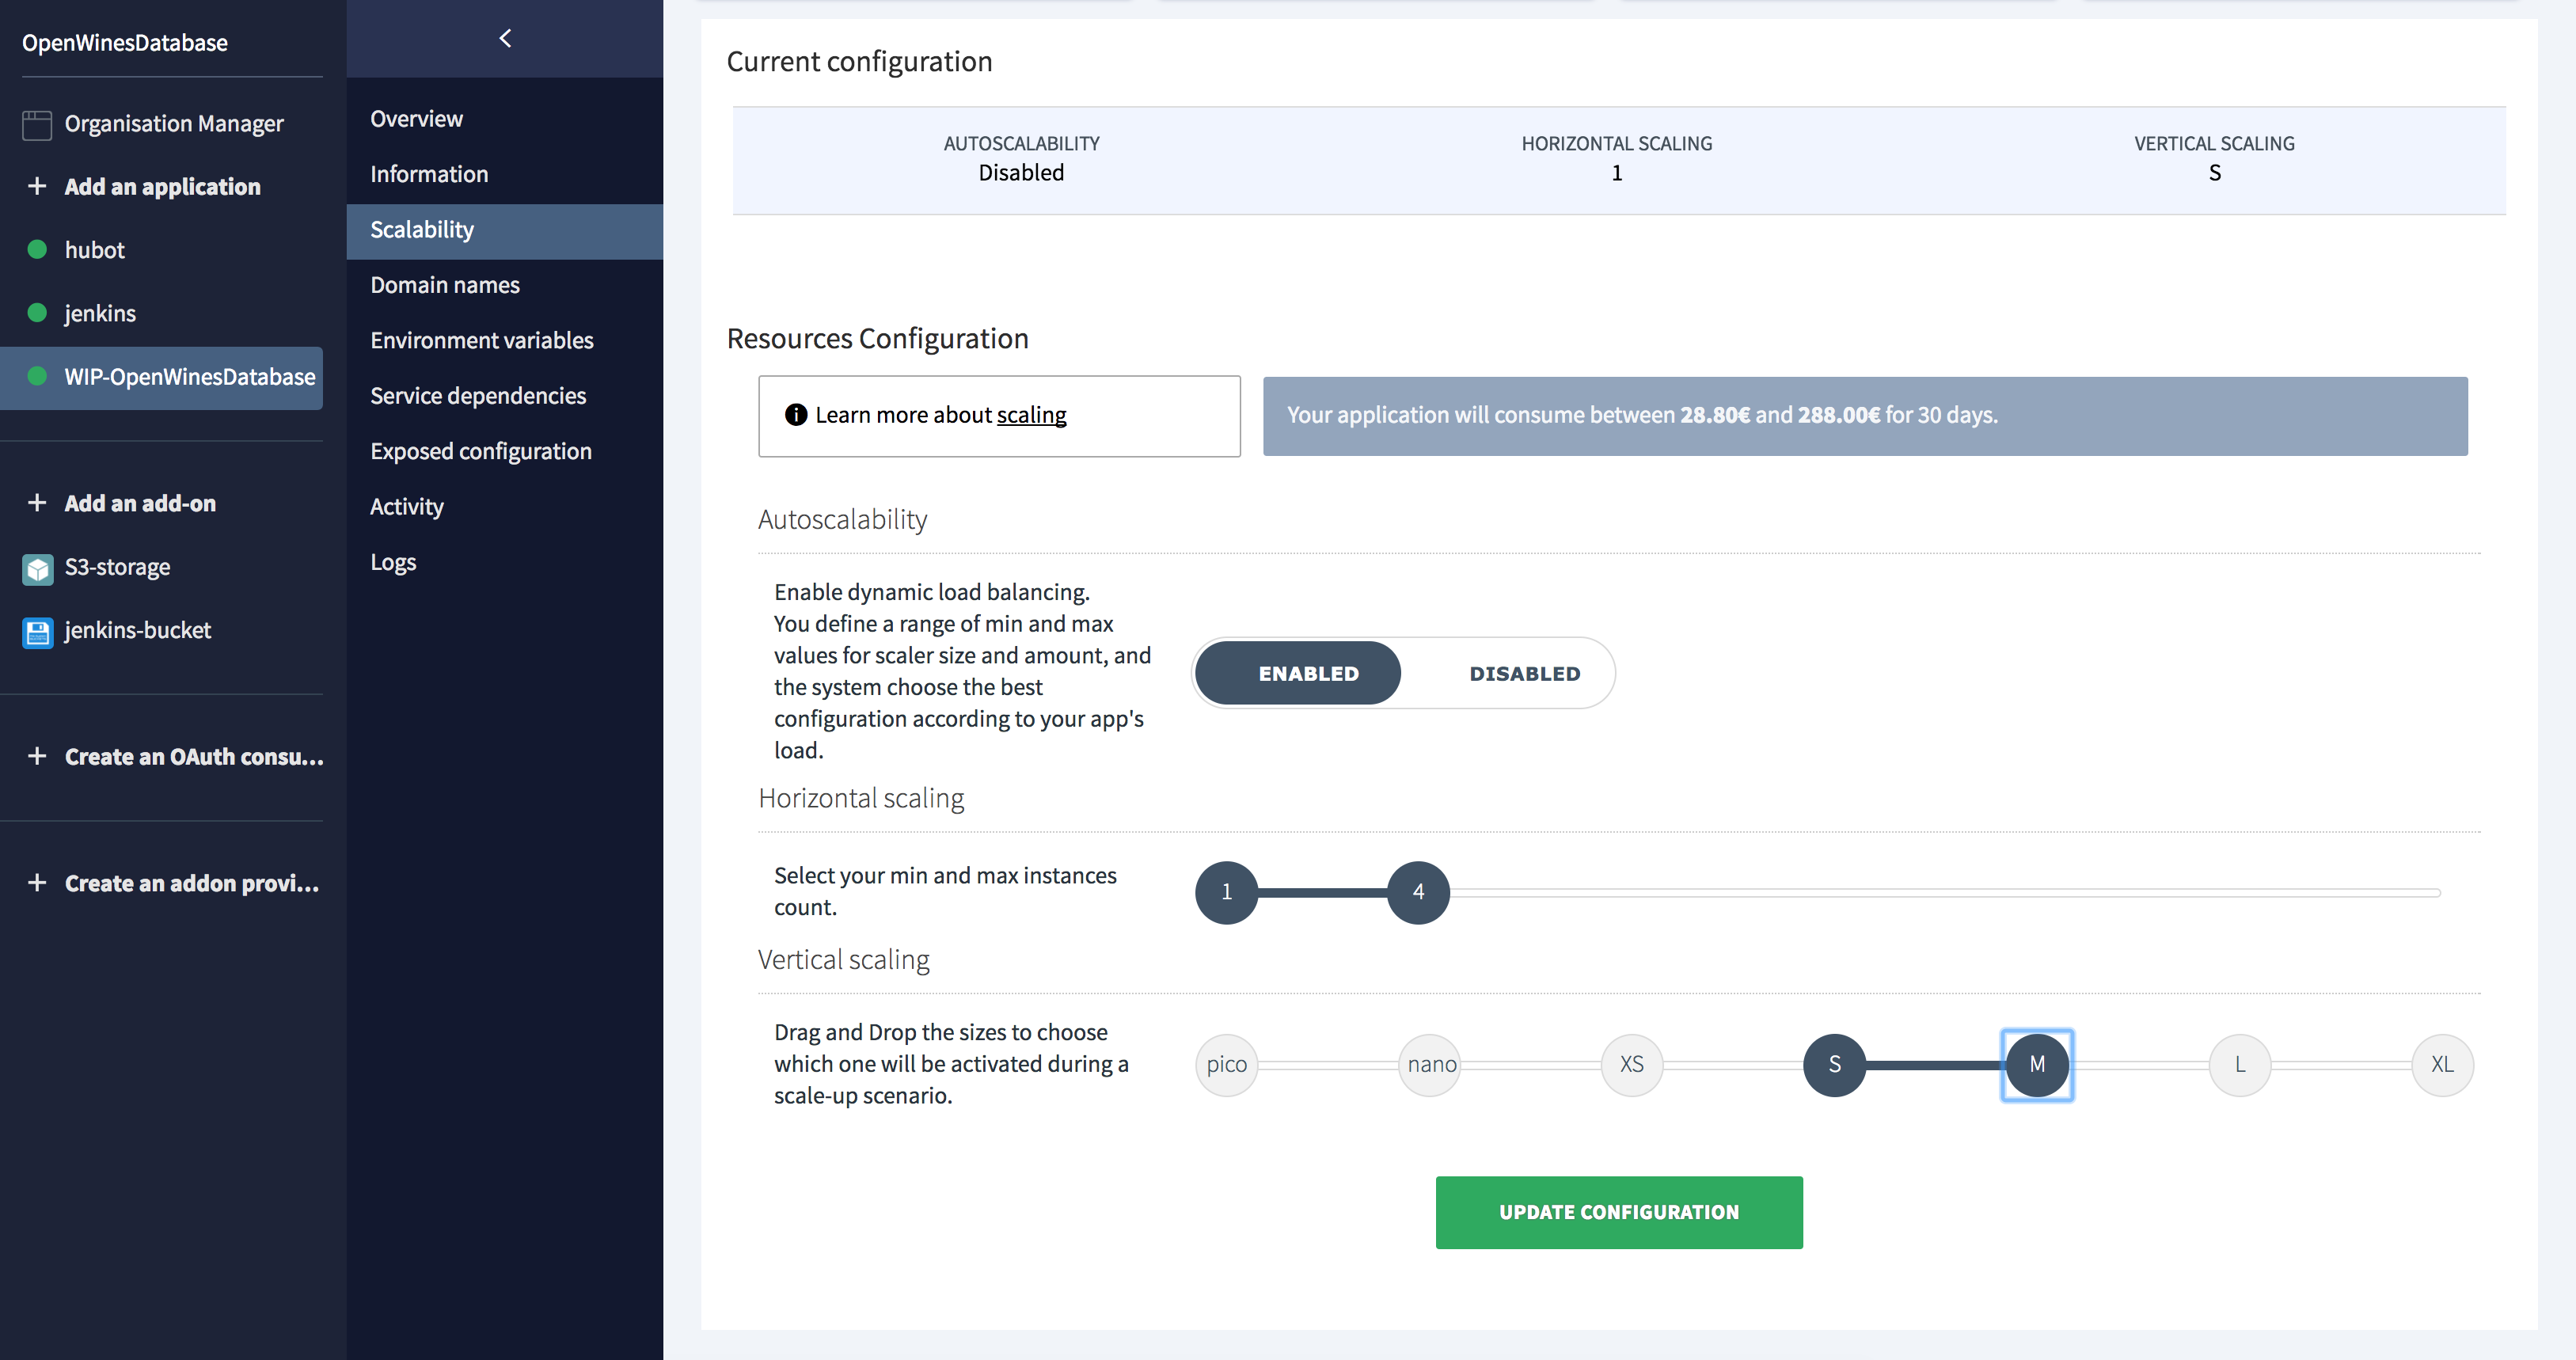 OpenWinesDatabase
Organisation Manager
Add an application
hubot
jenkins
WIP-OpenWinesDatabase
Add an add-on
S3-storage
jenkins-bucket
Create an OAuth consu...
Create an addon provi...
Overview
Information
Scalability
Domain names
Environment variables
Service dependencies
Exposed configuration
Activity
Logs
Current configuration
AUTOSCALABILITY
Disabled
HORIZONTAL SCALING
1
VERTICAL SCALING
S
Resources Configuration
Learn more about scaling
Your application will consume between 28.80€ and 288.00€ for 30 days.
Autoscalability
Enable dynamic load balancing.
You define a range of min and max
values for scaler size and amount, and
the system choose the best
configuration according to your app's
load.
ENABLED
DISABLED
Horizontal scaling
Select your min and max instances
count.
1
4
Vertical scaling
Drag and Drop the sizes to choose
which one will be activated during a
scale-up scenario.
pico
nano
XS
S
M
L
XL
UPDATE CONFIGURATION